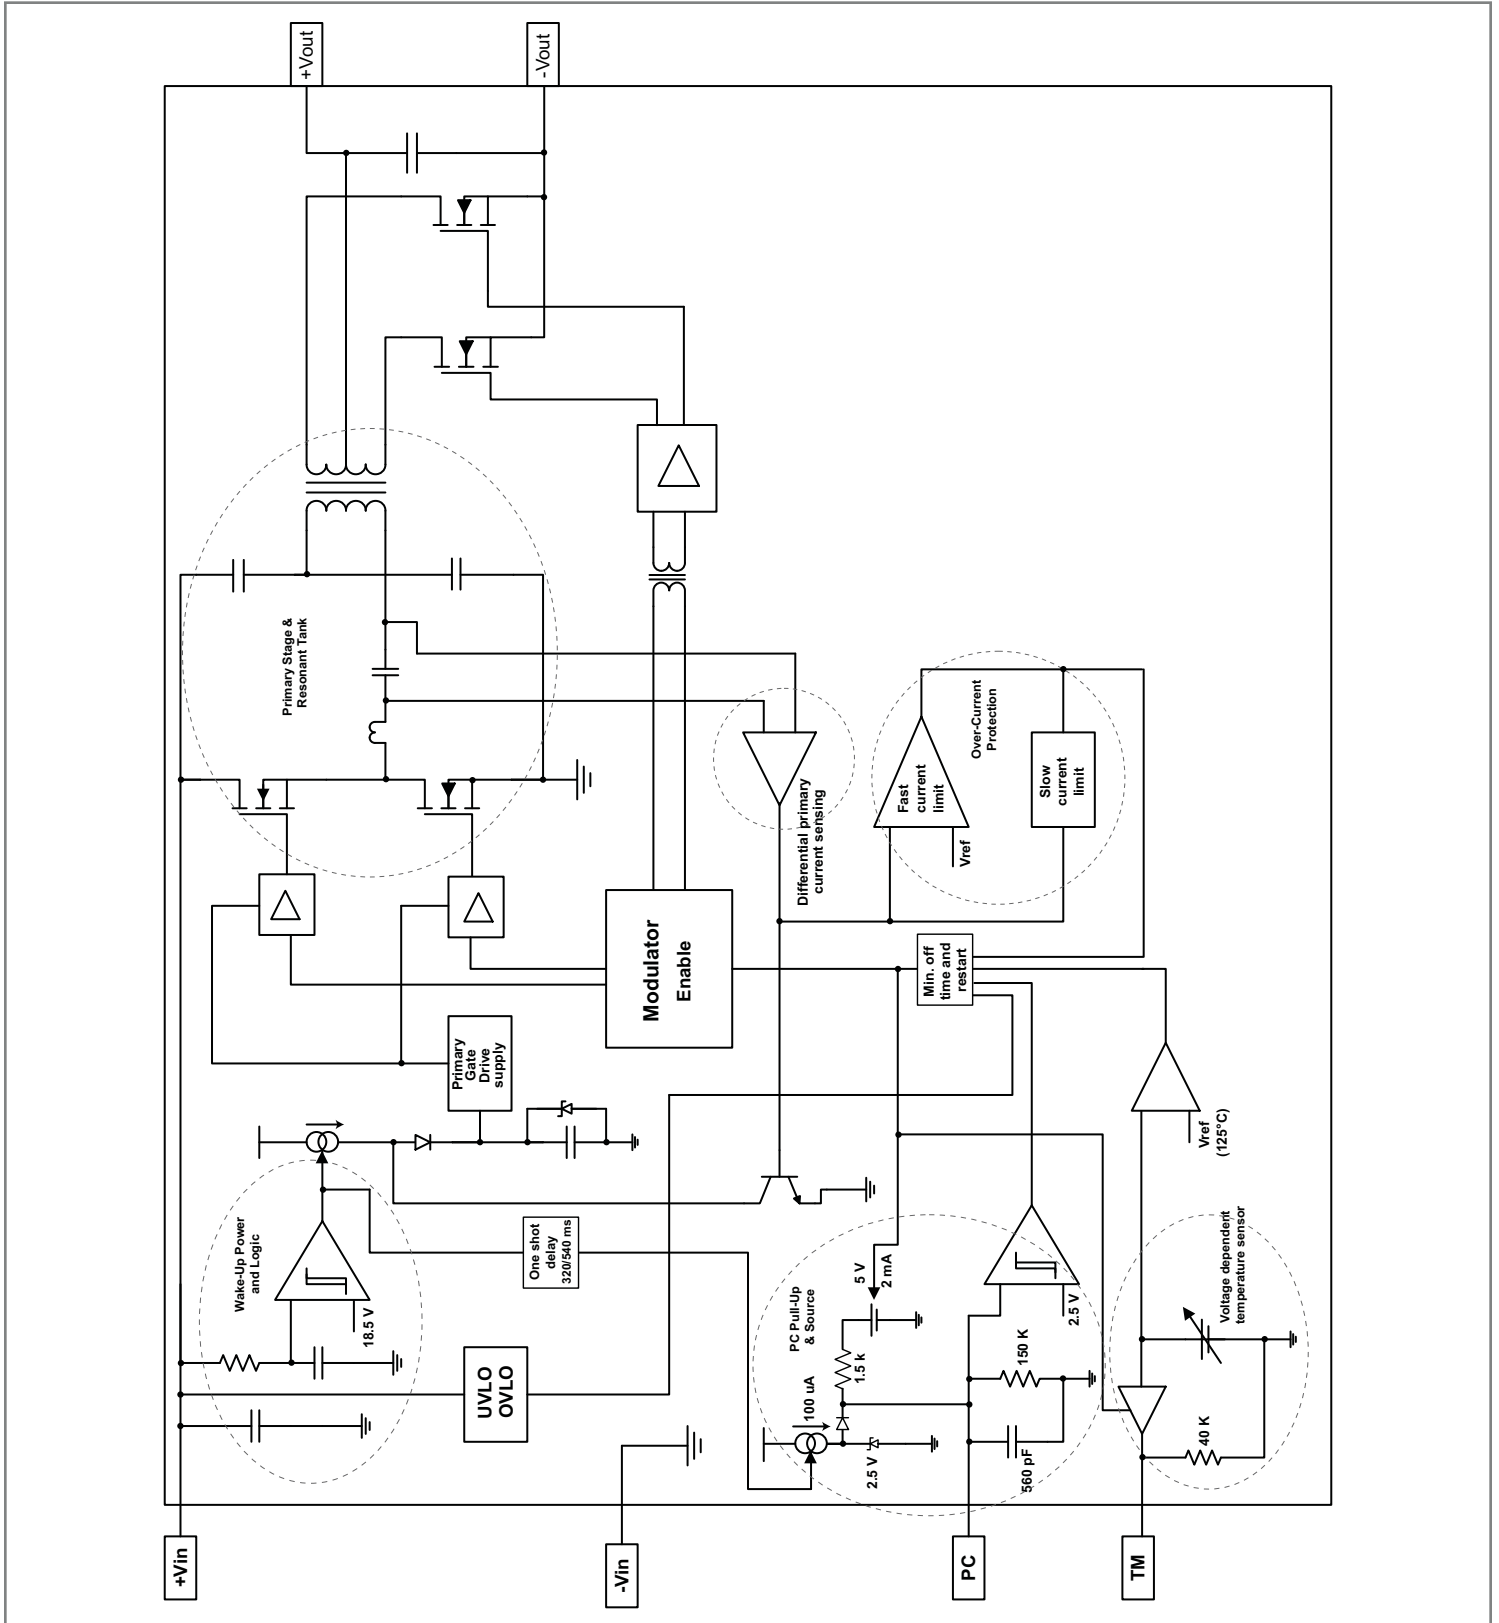 +Vout
-Vout
Primary Stage &
Resonant Tank
Differential primary
current sensing
Over-Current
Protection
Fast
current
limit
Vref
Slow
current
limit
Modulator
Enable
Min. off
time and
restart
Primary
Gate
Drive
supply
Vref
(125°C)
Wake-Up Power
and Logic
18.5 V
One shot
delay
320/540 ms
PC Pull-Up
& Source
5 V
2 mA
2.5 V
1.5 k
150 K
100 uA
2.5 V
560 pF
Voltage dependent
temperature sensor
40 K
UVLO
OVLO
+Vin
-Vin
PC
TM